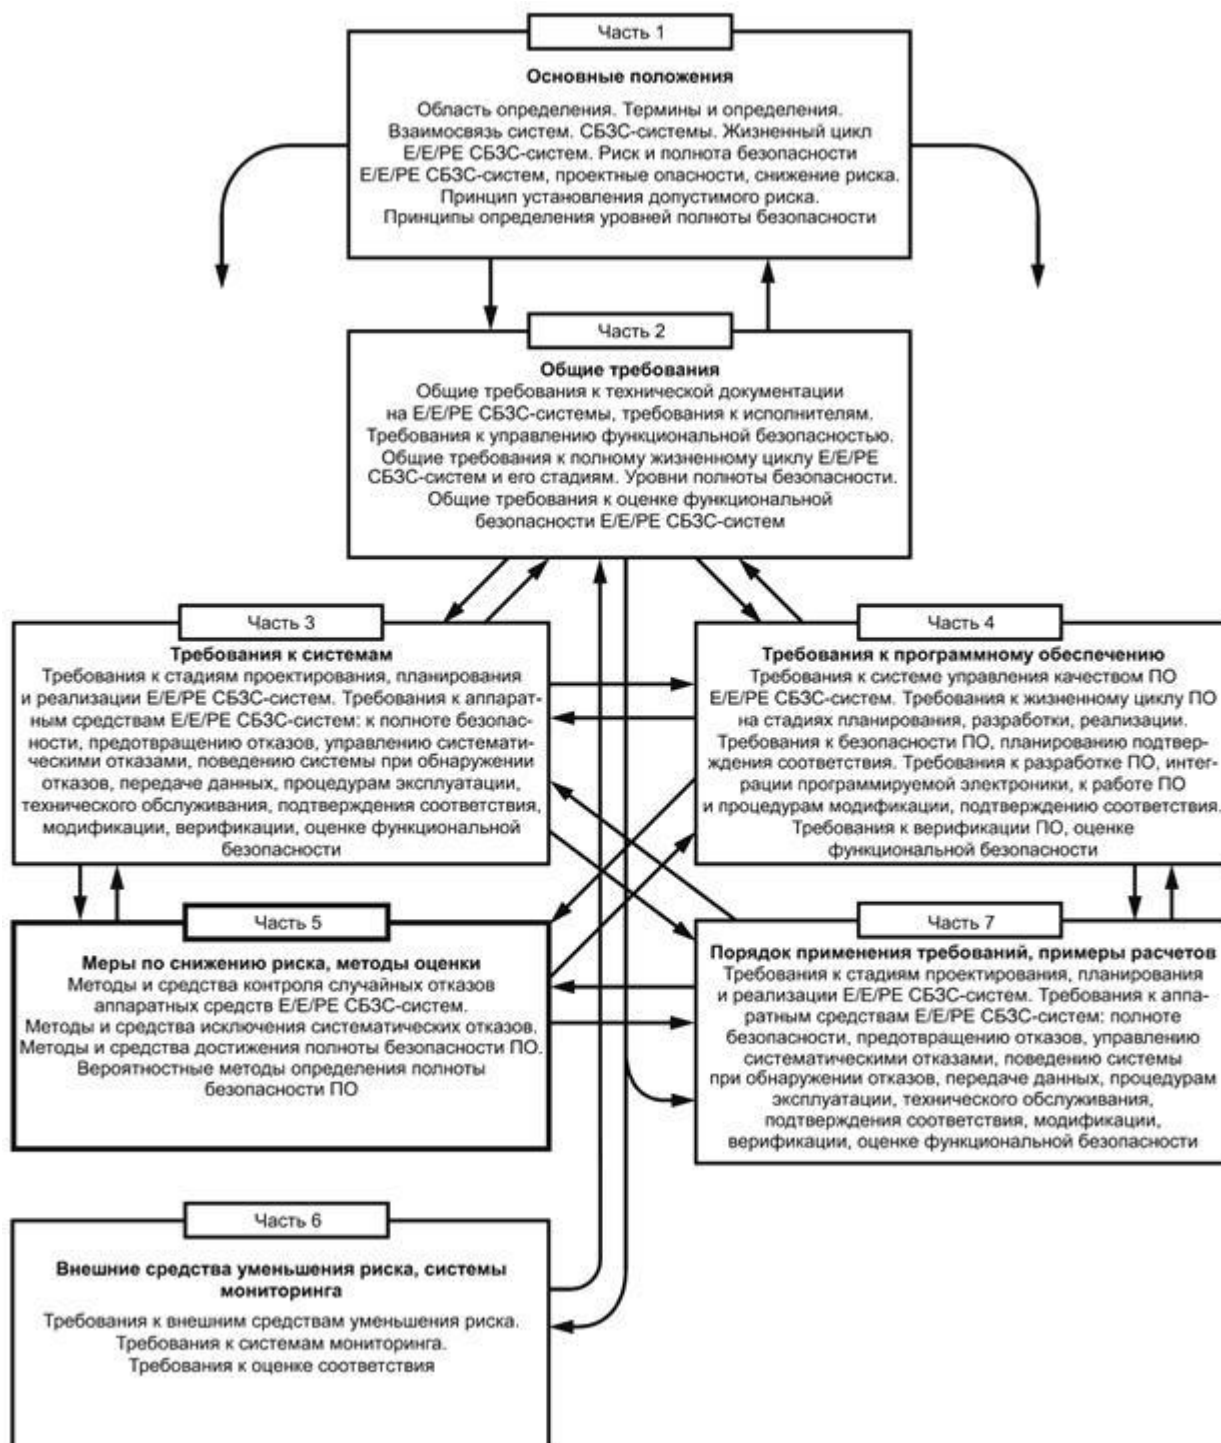 Часть 1
Основные положения
Область определения. Термины и определения.
Взаимосвязь систем. СБЗС-системы. Жизненный цикл
Е/Е/РЕ СБЗС-систем. Риск и полнота безопасности
Е/Е/РЕ СБЗС-систем, проектные опасности, снижение риска.
Принцип установления допустимого риска.
Принципы определения уровней полноты безопасности
Часть 2
Общие требования
Общие требования к технической документации
на Е/Е/РЕ СБЗС-системы, требования к исполнителям.
Требования к управлению функциональной безопасностью.
Общие требования к полному жизненному циклу Е/Е/РЕ
СБЗС-систем и его стадиям. Уровни полноты безопасности.
Общие требования к оценке функциональной
безопасности Е/Е/РЕ СБЗС-систем
Часть 3
Требования к системам
Требования к стадиям проектирования, планирования
и реализации Е/Е/РЕ СБЗС-систем. Требования к аппарат-
ным средствам Е/Е/РЕ СБЗС-систем: к полноте безопас-
ности, предотвращению отказов, управлению системати-
ческими отказами, поведению системы при обнаружении
отказов, передаче данных, процедурам эксплуатации,
технического обслуживания, подтверждения соответствия,
модификации, верификации, оценке функциональной
безопасности
Часть 4
Требования к программному обеспечению
Требования к системе управления качеством ПО
Е/Е/РЕ СБЗС-систем. Требования к жизненному циклу ПО
на стадиях планирования, разработки, реализации.
Требования к безопасности ПО, планированию подтвер-
ждения соответствия. Требования к разработке ПО, интег-
рации программируемой электроники, к работе ПО
и процедурам модификации, подтверждению соответствия.
Требования к верификации ПО, оценке
функциональной безопасности
Часть 5
Меры по снижению риска, методы оценки
Методы и средства контроля случайных отказов
аппаратных средств Е/Е/РЕ СБЗС-систем.
Методы и средства исключения систематических отказов.
Методы и средства достижения полноты безопасности ПО.
Вероятностные методы определения полноты
безопасности ПО
Часть 7
Порядок применения требований, примеры расчетов
Требования к стадиям проектирования, планирования
и реализации Е/Е/РЕ СБЗС-систем. Требования к аппа-
ратным средствам Е/Е/РЕ СБЗС-систем: полноте
безопасности, предотвращению отказов, управлению
систематическими отказами, поведению системы
при обнаружении отказов, передаче данных, процедурам
эксплуатации, технического обслуживания,
подтверждения соответствия, модификации,
верификации, оценке функциональной безопасности
Часть 6
Внешние средства уменьшения риска, системы
мониторинга
Требования к внешним средствам уменьшения риска.
Требования к системам мониторинга.
Требования к оценке соответствия